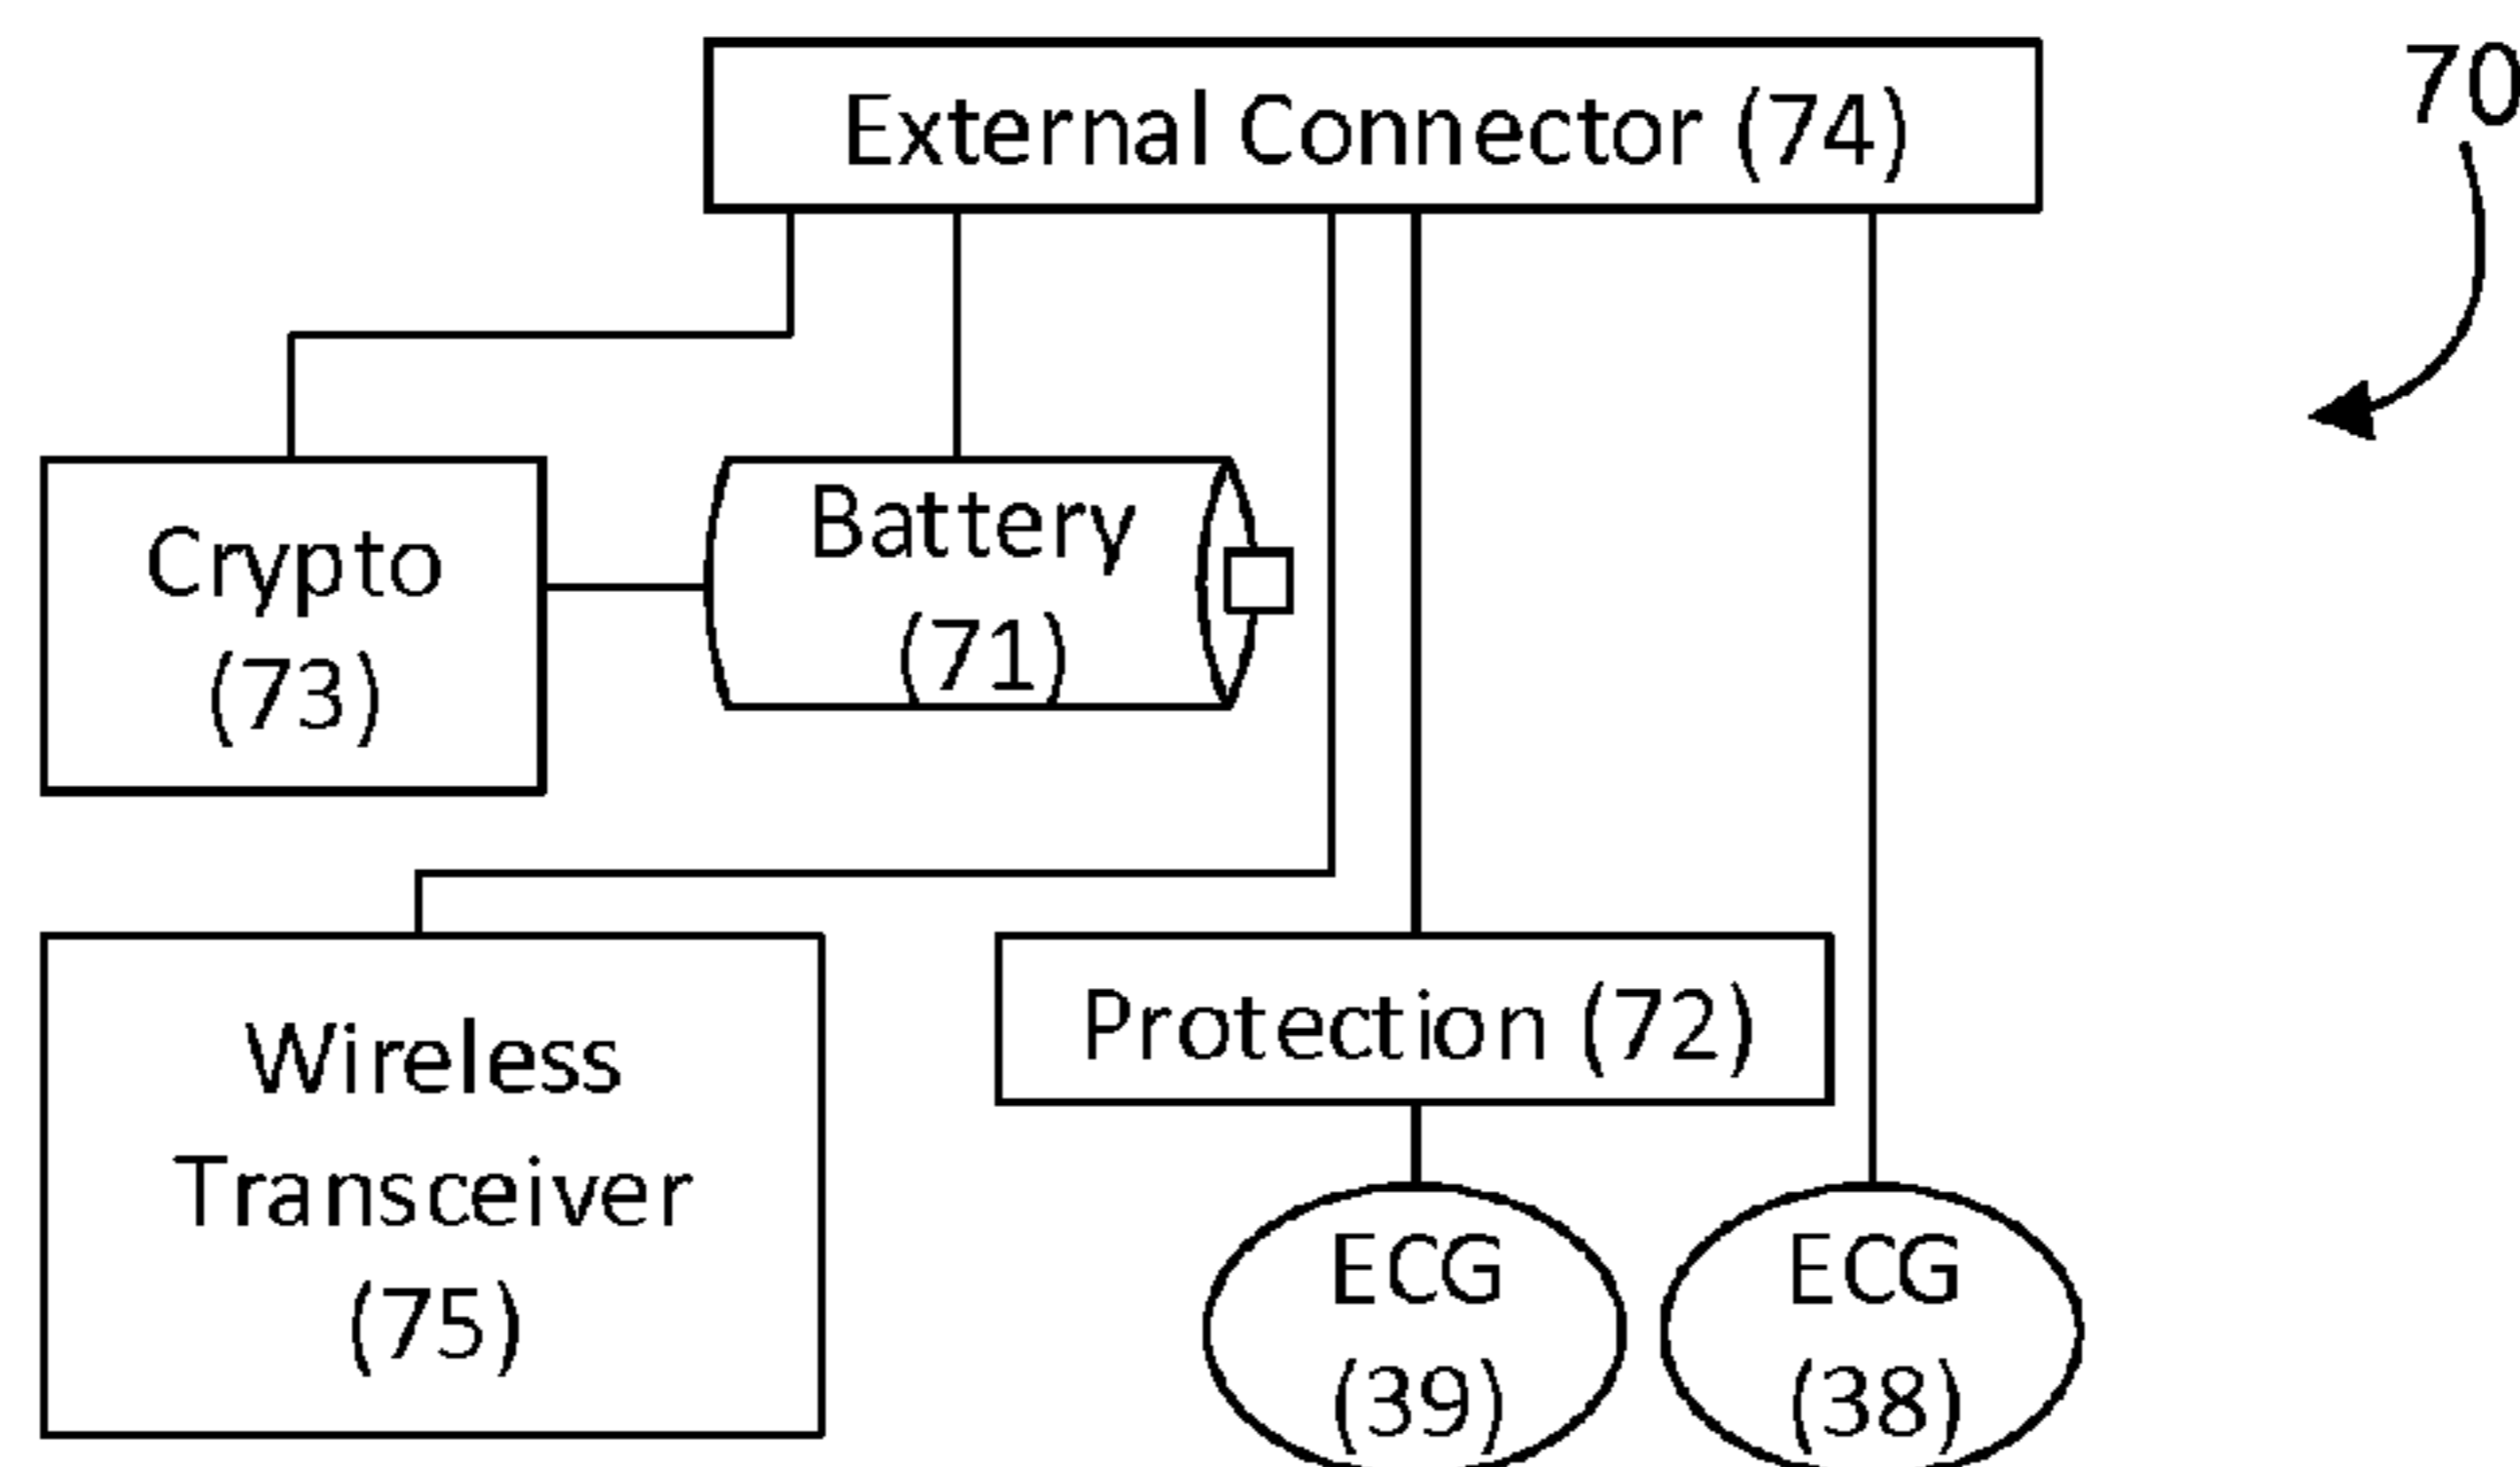 External Connector (74)
70
Crypto
(73)
Battery
(71)
Wireless
Transceiver
(75)
Protection (72)
ECG
(39)
ECG
(38)